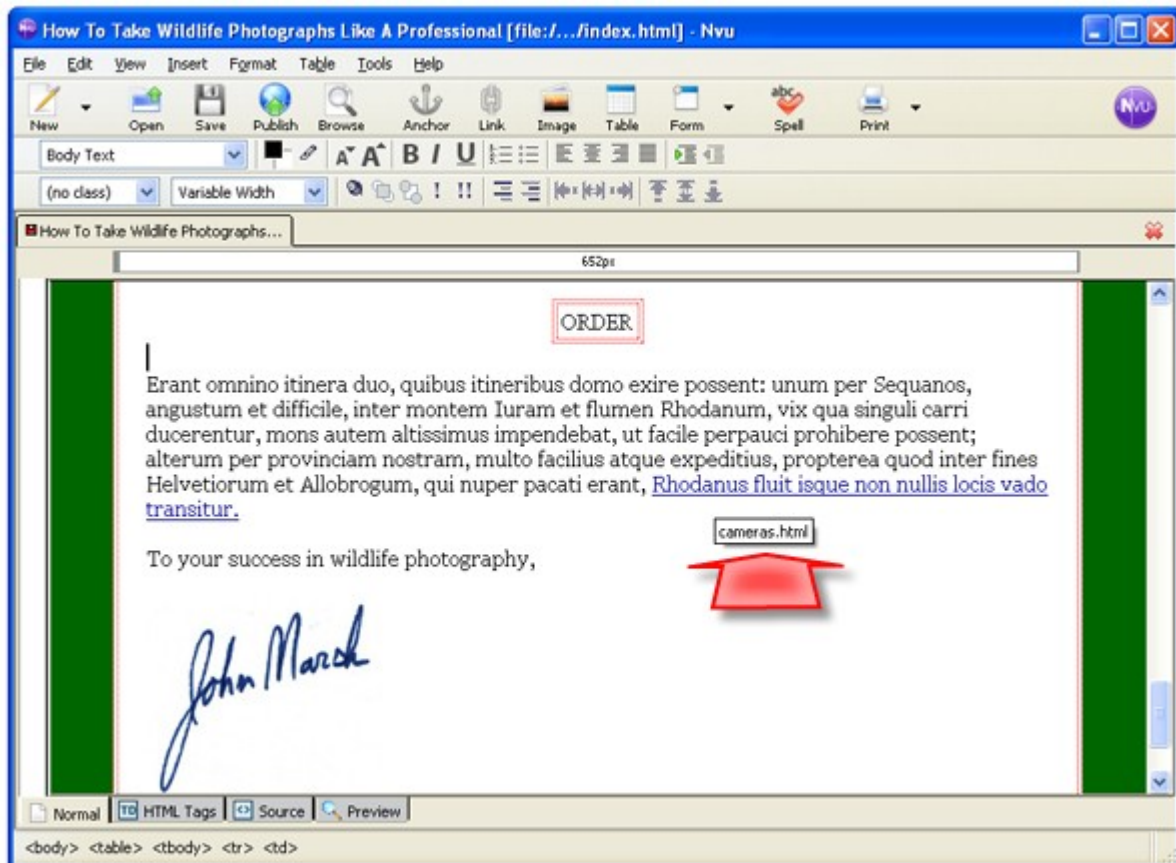 How To Take Wildlife Photographs Like A Professional [file:/.../index.html] - Nvu
File Edit View Insert Format Table Tools Help
New Open Save Publish Browse Anchor Link Image Table Form Spell Print
Nvu
Body Text
(no class) Variable Width
How To Take Wildlife Photographs...
652px
ORDER
Erant omnino itinera duo, quibus itineribus domo exire possent: unum per Sequanos,
angustum et difficile, inter montem Iuram et flumen Rhodanum, vix qua singuli carri
ducerentur, mons autem altissimus impendebat, ut facile perpauci prohibere possent;
alterum per provinciam nostram, multo facilius atque expeditius, propterea quod inter fines
Helvetiorum et Allobrogum, qui nuper pacati erant, Rhodanus fluit isque non nullis locis vado
transitur.
cameras.html
To your success in wildlife photography,
John March
Normal HTML Tags Source Preview
<body> <table> <tbody> <tr> <td>